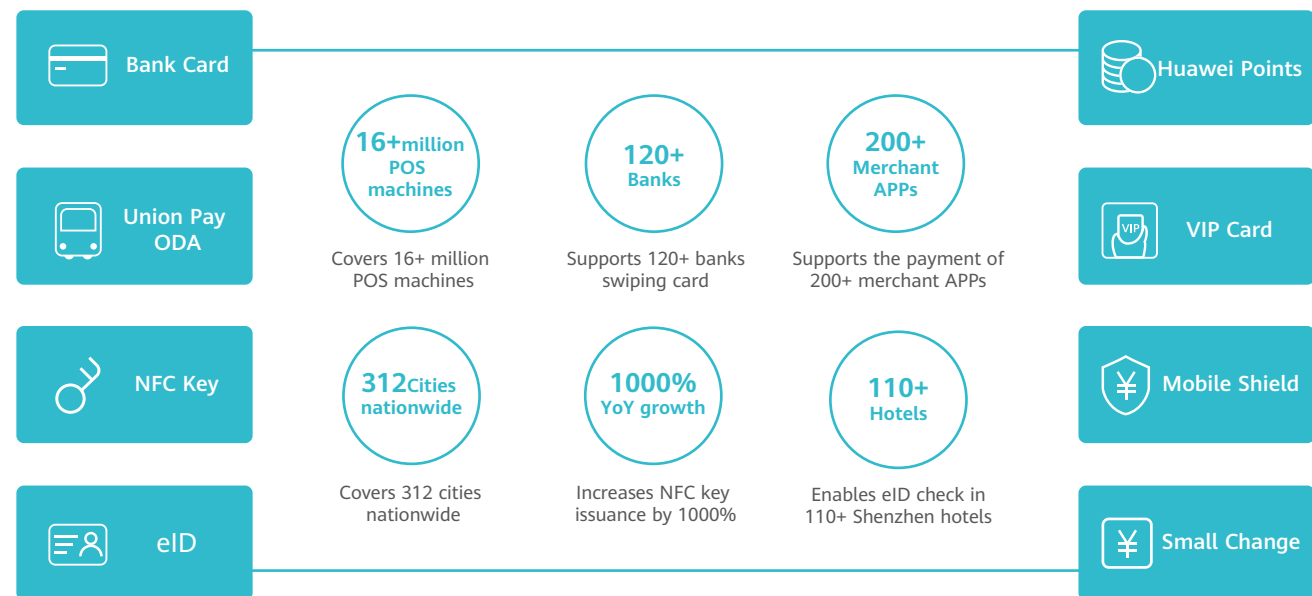 Bank Card
Huawei Points
16+million
POS
machines
120+
Banks
200+
Merchant
APPs
Union Pay
ODA
VIP
VIP Card
Covers 16+ million
POS machines
Supports 120+ banks
swiping card
Supports the payment of
200+ merchant APPs
NFC Key
312Cities
nationwide
1000%
YoY growth
110+
Hotels
¥
Mobile Shield
Covers 312 cities
nationwide
Increases NFC key
issuance by 1000%
Enables eID check in
110+ Shenzhen hotels
eID
¥
Small Change